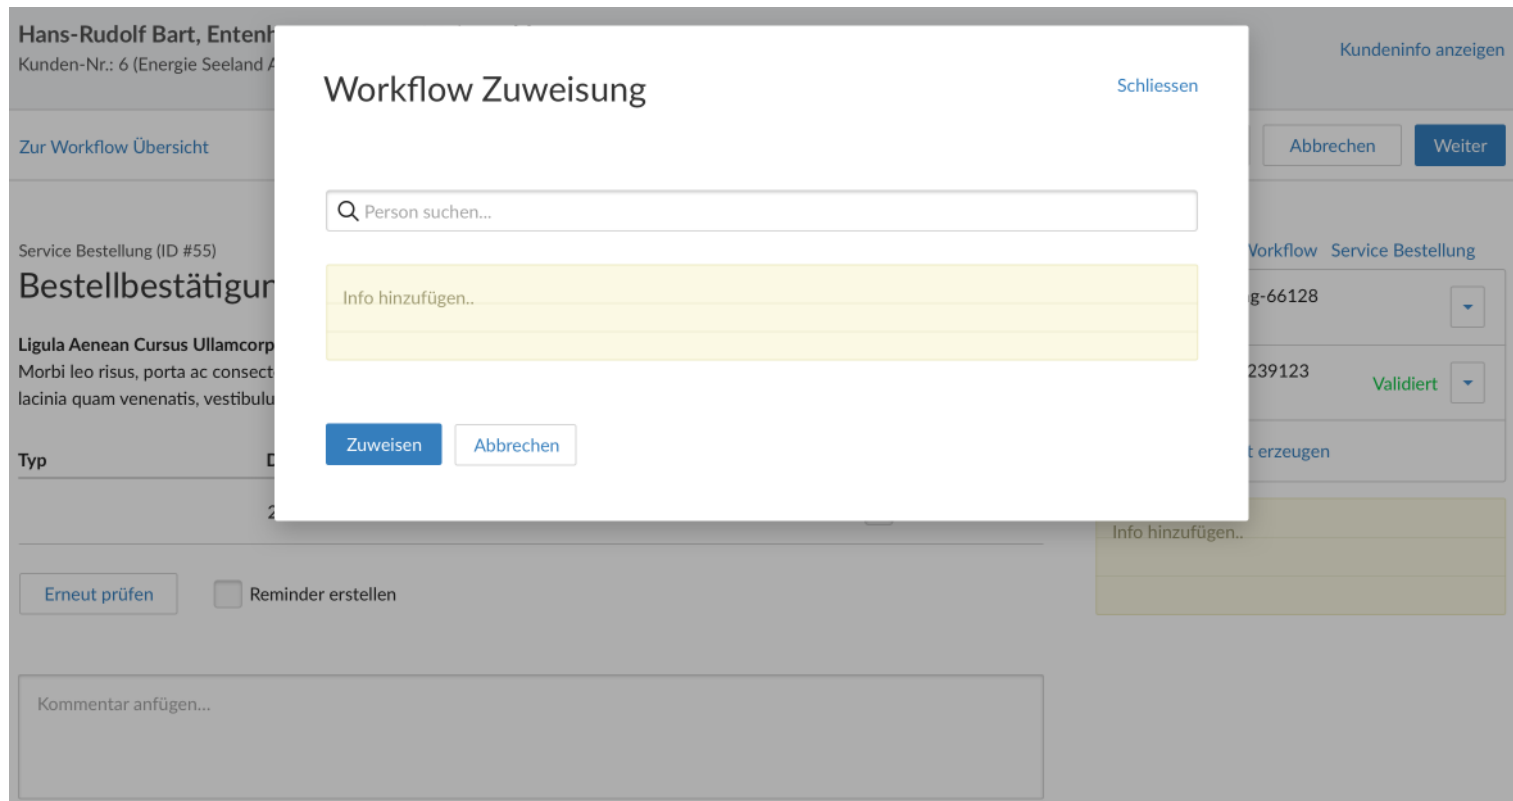 Hans-Rudolf Bart,
Kunden-Nr.: 6 (Energie Seeland
Kundeninfo anzeigen
Workflow Zuweisung
Schliessen
Zur Workflow Übersicht
Abbrechen
Weiter
Person suchen...
Service Bestellung (ID #55)
Workflow Service Bestellung
Bestellbestätigun
Info hinzufügen..
g-66128
Ligula Aenean Cursus Ullamcorp
Morbi leo risus, porta ac consect
lacinia quam venenatis, vestibulu
239123
Validiert
Zuweisen
Abbrechen
Typ
t erzeugen
2
Info hinzufügen..
Erneut prüfen
Reminder erstellen
Kommentar anfügen...